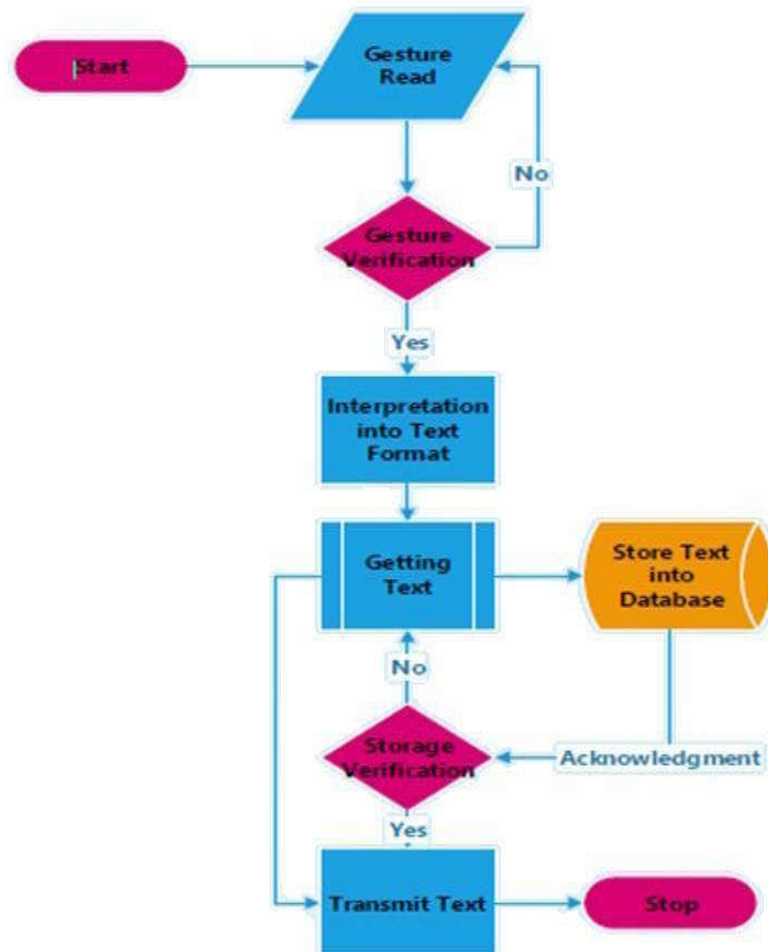 Start
Gesture
Read
No
Gesture
Verification
Yes
Interpretation
into Text
Format
Getting
Text
Store Text
into
Database
No
Storage
Verification
Acknowledgment
Yes
Transmit Text
Stop